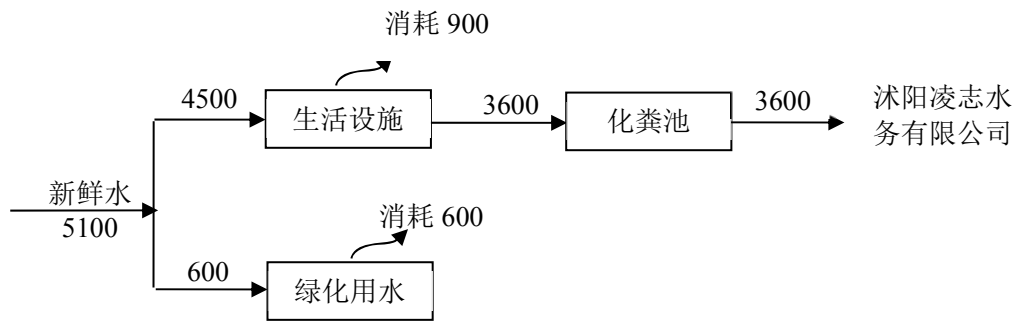 消耗 900
4500
生活设施
3600
化粪池
3600
沭阳凌志水
务有限公司
新鲜水
5100
消耗 600
600
绿化用水